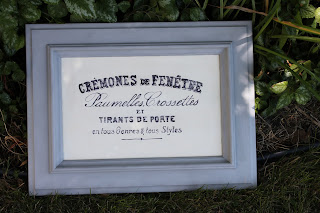 CRÉMONES DE FENÊTRE
Paumelles, Crossettes
ET
TIRANTS DE PORTE
en tous Genres & tous Styles